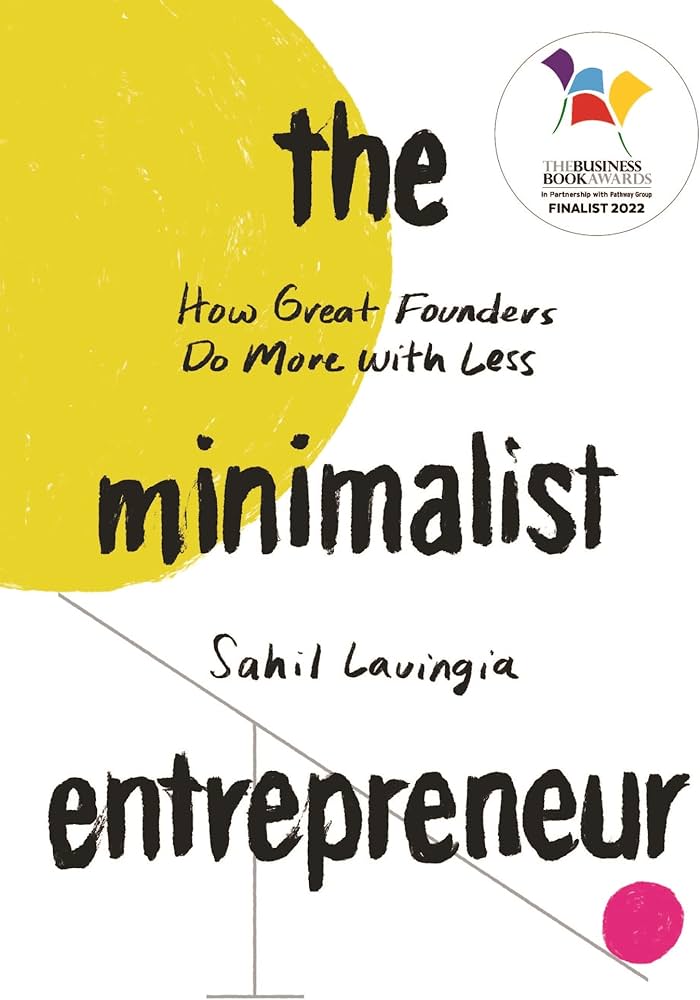 the
THE BUSINESS
BOOK AWARDS
In Partnership with Pathway Group
FINALIST 2022
How Great Founders
Do More with Less
minimalist
Sahil Lavingia
entrepreneur